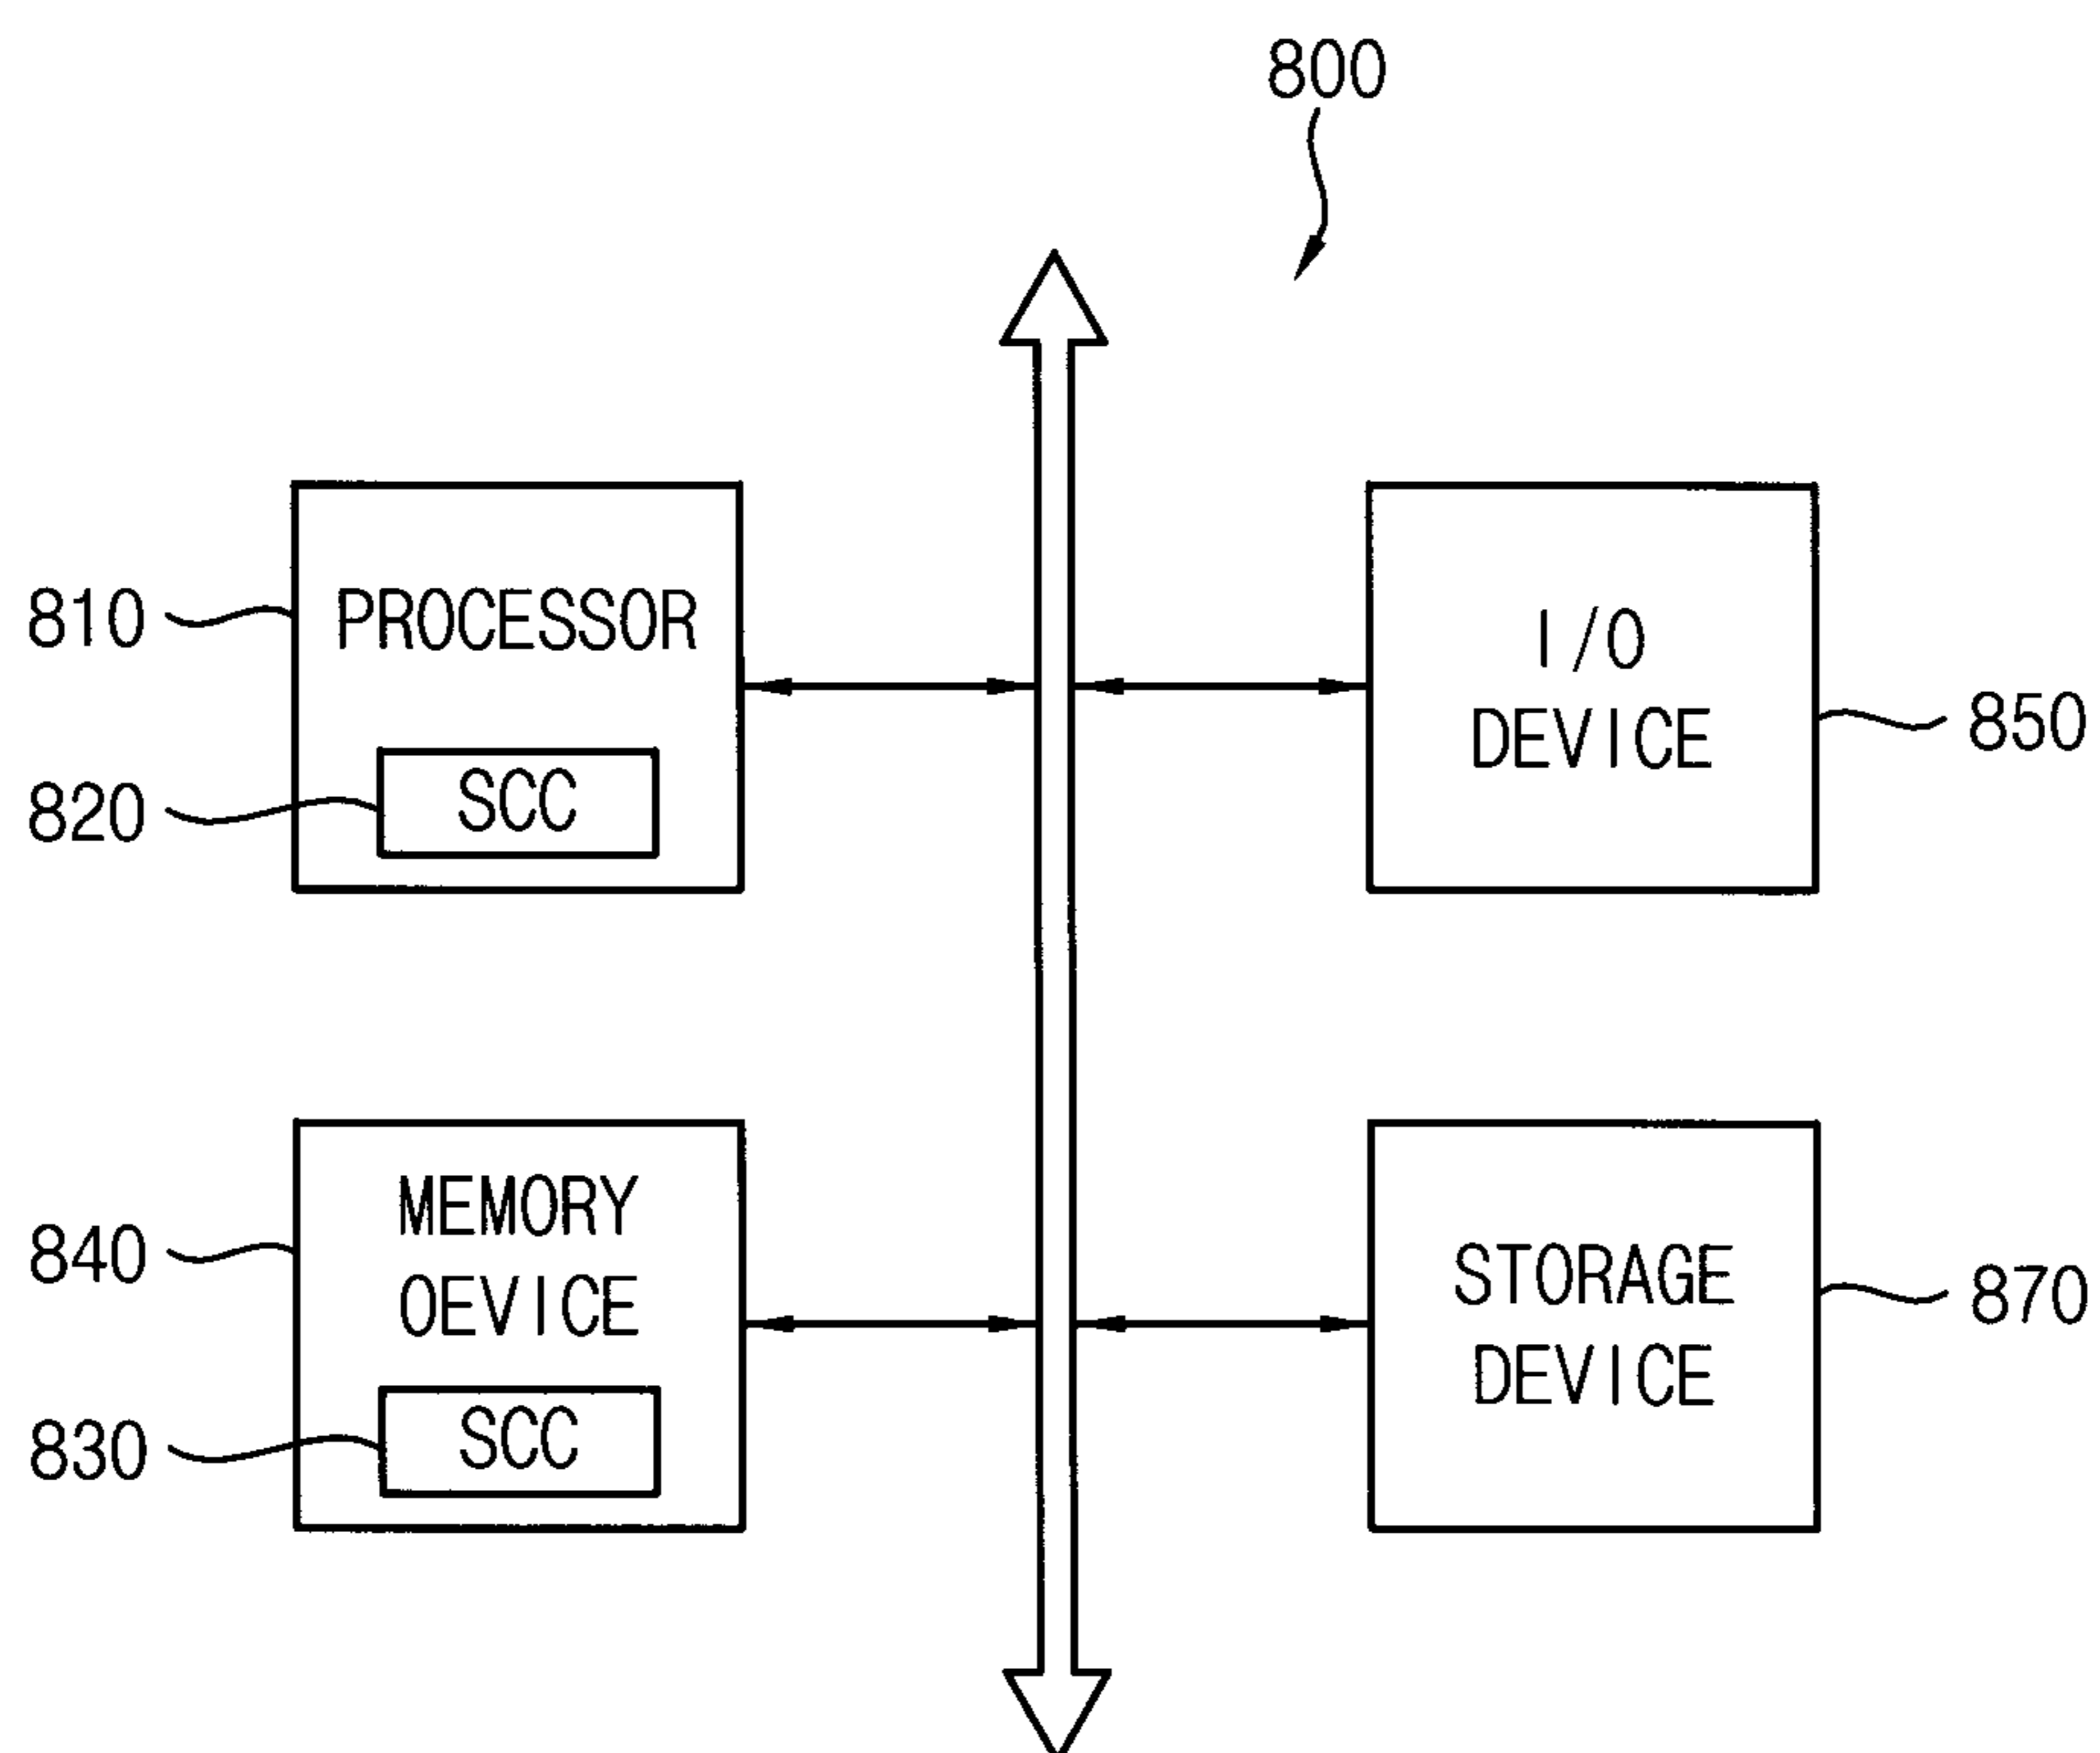 800
810
PROCESSOR
820
SCC
I/O
DEVICE
850
840
MEMORY
OEVICE
830
SCC
STORAGE
DEVICE
870